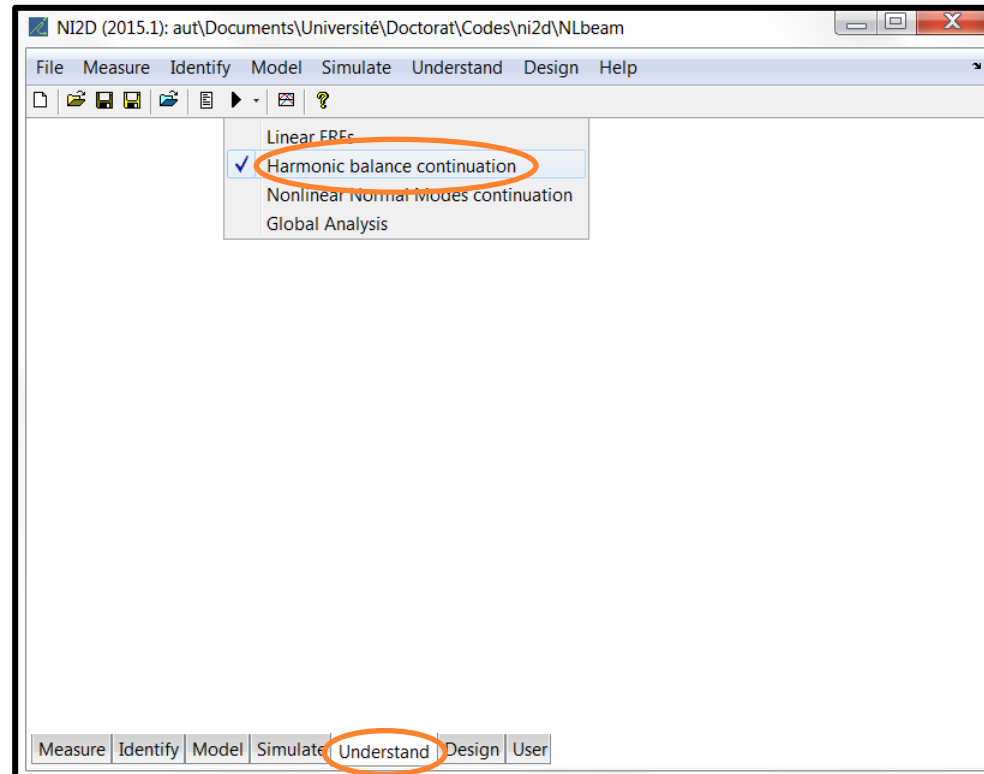 NI2D (2015.1): aut\Documents\Université\Doctorat\Codes\ni2d\NLbeam
File Measure Identify Model Simulate Understand Design Help
Linear FRFs
Harmonic balance continuation
Nonlinear Normal Modes continuation
Global Analysis
Measure Identify Model Simulate Understand Design User